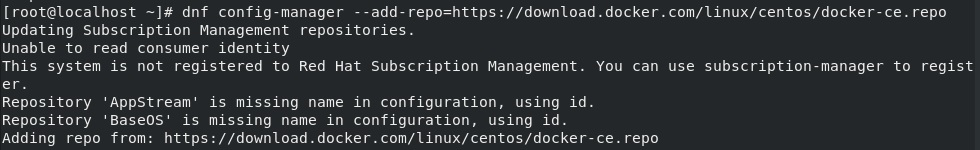 [root@localhost ~]# dnf config-manager --add-repo=https://download.docker.com/linux/centos/docker-ce.repo
Updating Subscription Management repositories.
Unable to read consumer identity
This system is not registered to Red Hat Subscription Management. You can use subscription-manager to regist
er.
Repository 'AppStream' is missing name in configuration, using id.
Repository 'BaseOS' is missing name in configuration, using id.
Adding repo from: https://download.docker.com/linux/centos/docker-ce.repo